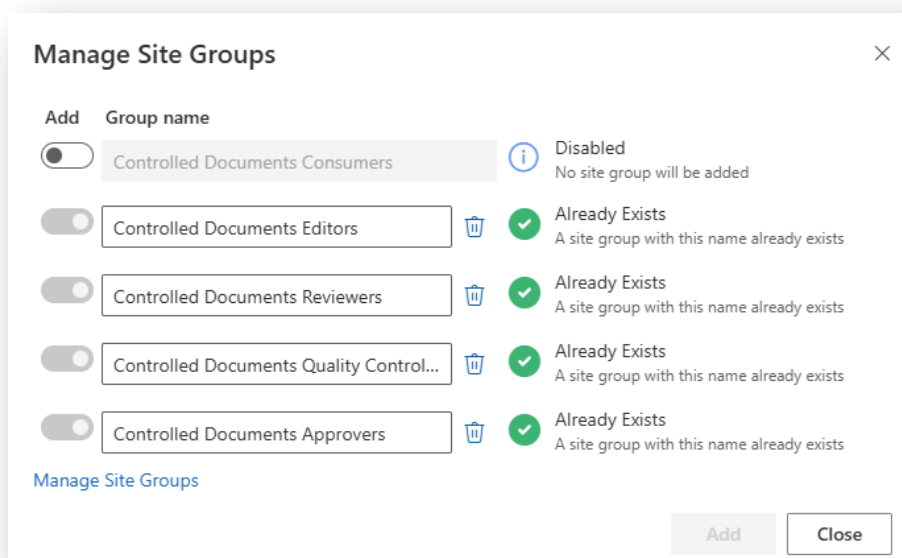 Manage Site Groups
Add Group name
Controlled Documents Consumers
Disabled
No site group will be added
Controlled Documents Editors
Already Exists
A site group with this name already exists
Controlled Documents Reviewers
Already Exists
A site group with this name already exists
Controlled Documents Quality Control...
Already Exists
A site group with this name already exists
Controlled Documents Approvers
Already Exists
A site group with this name already exists
Manage Site Groups
Add Close